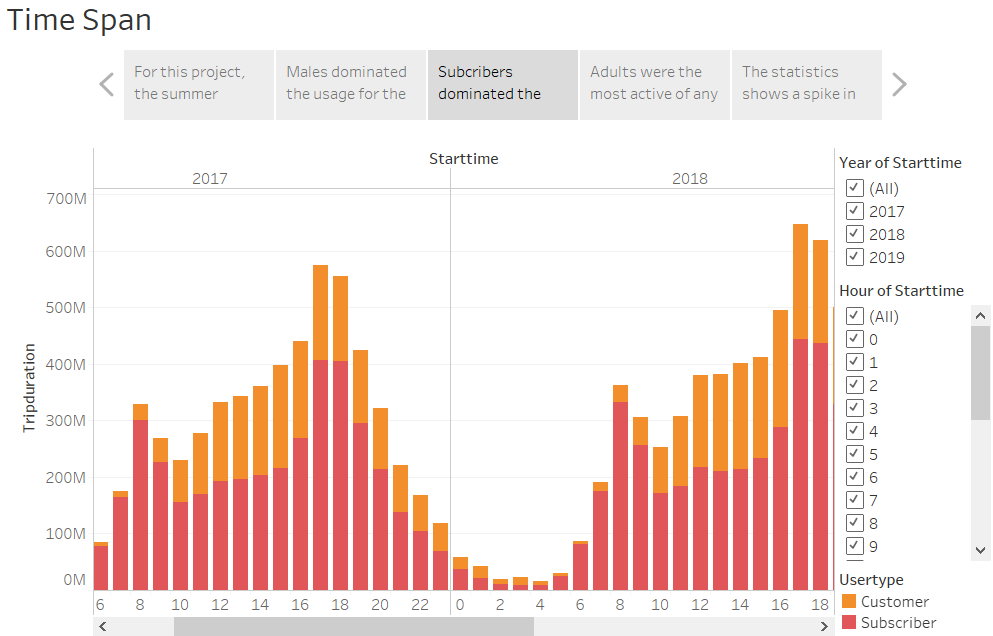 Time Span
For this project,
the summer
Males dominated
the usage for the
Subcribers
dominated the
Adults were the
most active of any
The statistics
shows a spike in
Starttime
2017 2018
Tripduration
700M
600M
500M
400M
300M
200M
100M
0M
6 8 10 12 14 16 18 20 22 0 2 4 6 8 10 12 14 16 18
Year of Starttime
(All)
2017
2018
2019
Hour of Starttime
(All)
0
1
2
3
4
5
6
7
8
9
Usertype
Customer
Subscriber